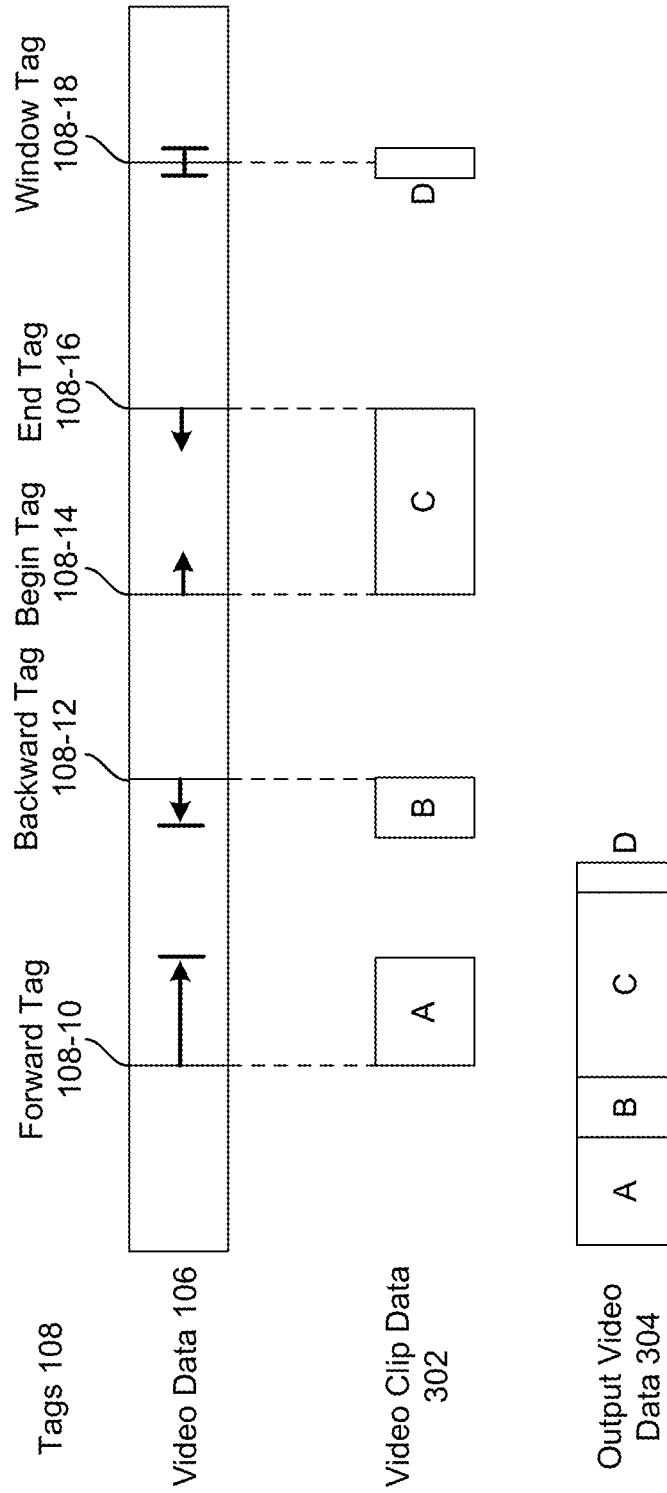 Tags 108
Forward Tag
108-10
Backward Tag
108-12
Begin Tag
108-14
End Tag
108-16
Window Tag
108-18
Video Data 106
Video Clip Data
302
A
B
C
D
Output Video
Data 304
A
B
C
D